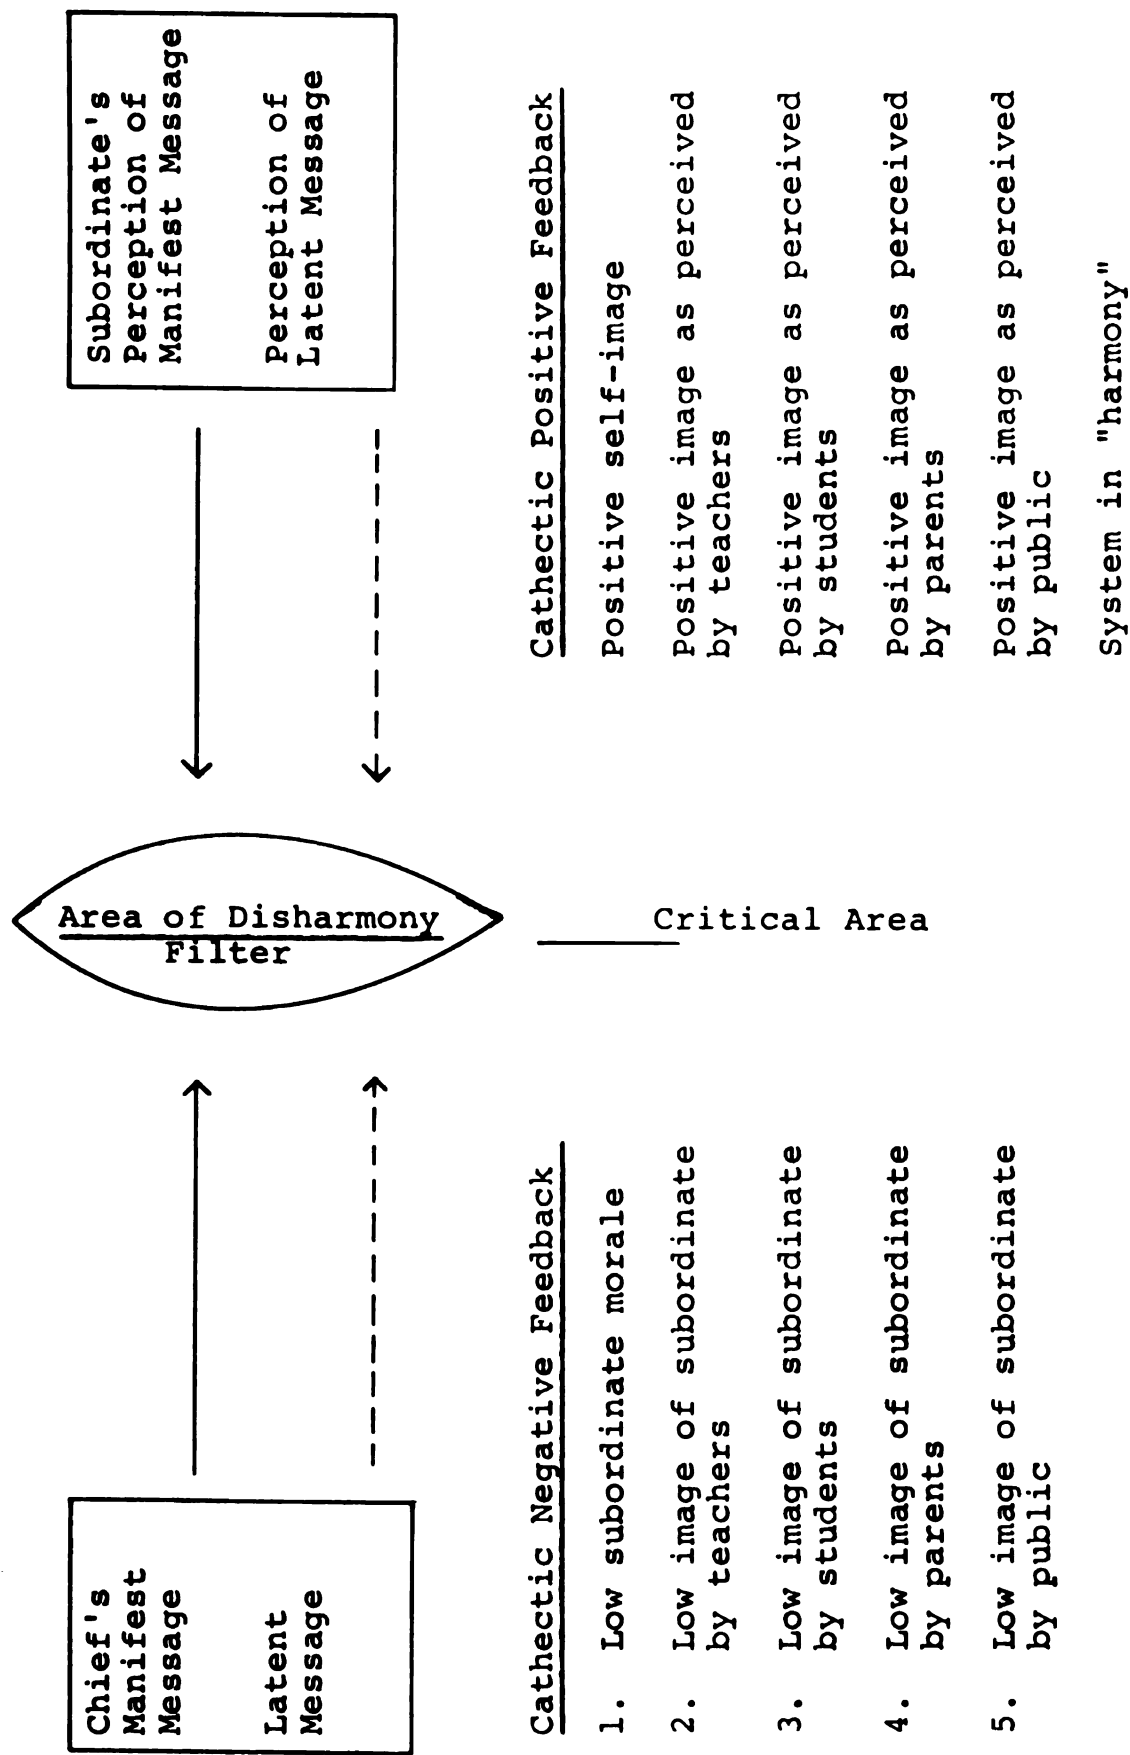 Chief's
Manifest
Message
Latent
Message
Area of Disharmony
Filter
Subordinate's
Perception of
Manifest Message
Perception of
Latent Message
Critical Area
Cathectic Negative Feedback
1. Low subordinate morale
2. Low image of subordinate
by teachers
3. Low image of subordinate
by students
4. Low image of subordinate
by parents
5. Low image of subordinate
by public
Cathectic Positive Feedback
Positive self-image
Positive image as perceived
by teachers
Positive image as perceived
by students
Positive image as perceived
by parents
Positive image as perceived
by public
System in "harmony"